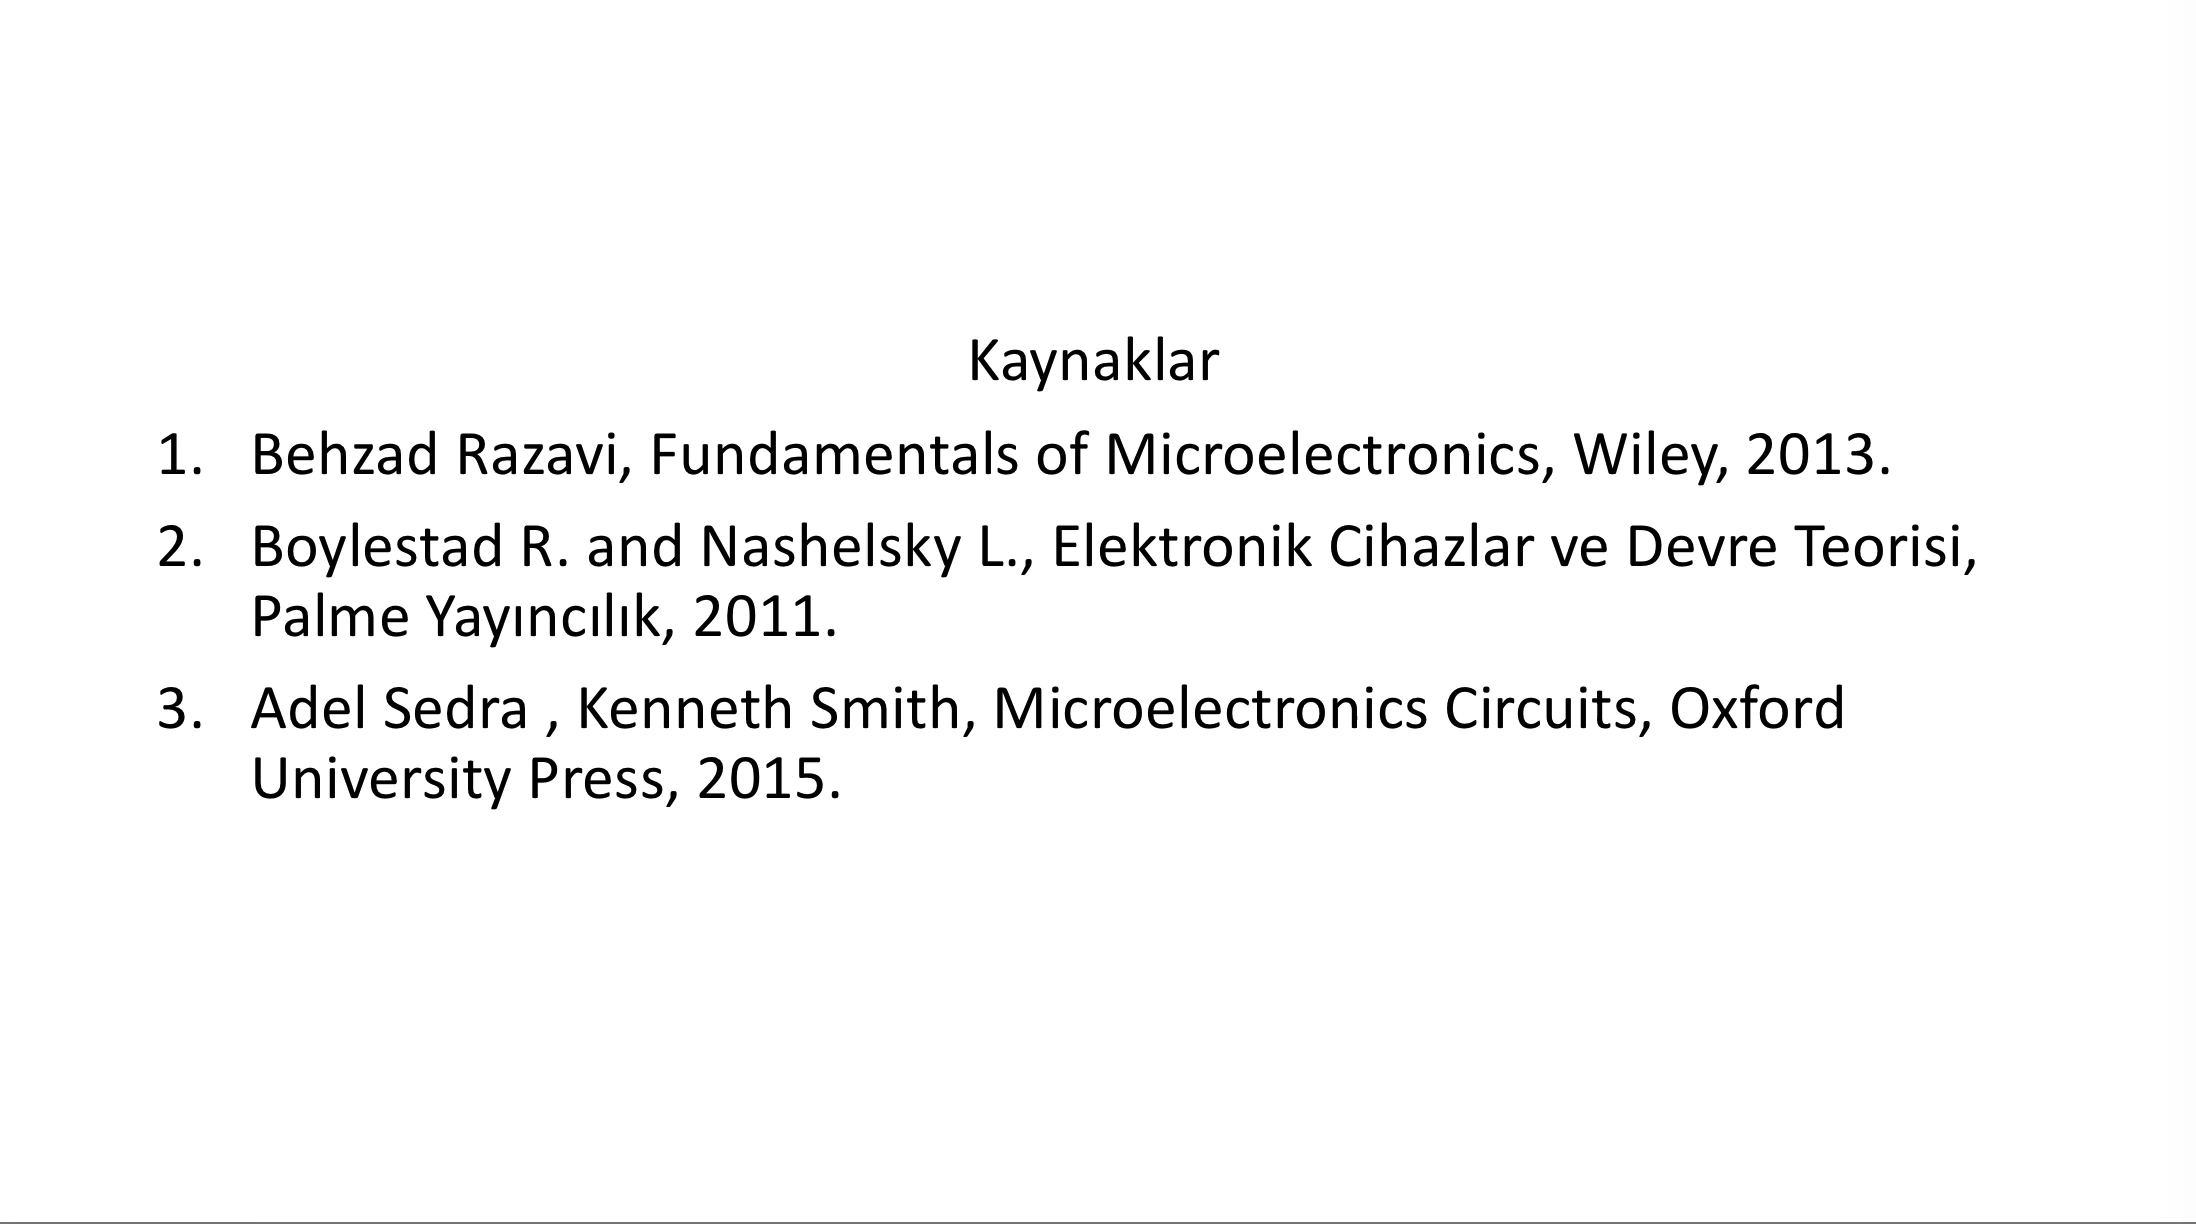 Kaynaklar
1. Behzad Razavi, Fundamentals of Microelectronics, Wiley, 2013.
2. Boylestad R. and Nashelsky L., Elektronik Cihazlar ve Devre Teorisi,
Palme Yayıncılık, 2011.
3. Adel Sedra , Kenneth Smith, Microelectronics Circuits, Oxford
University Press, 2015.